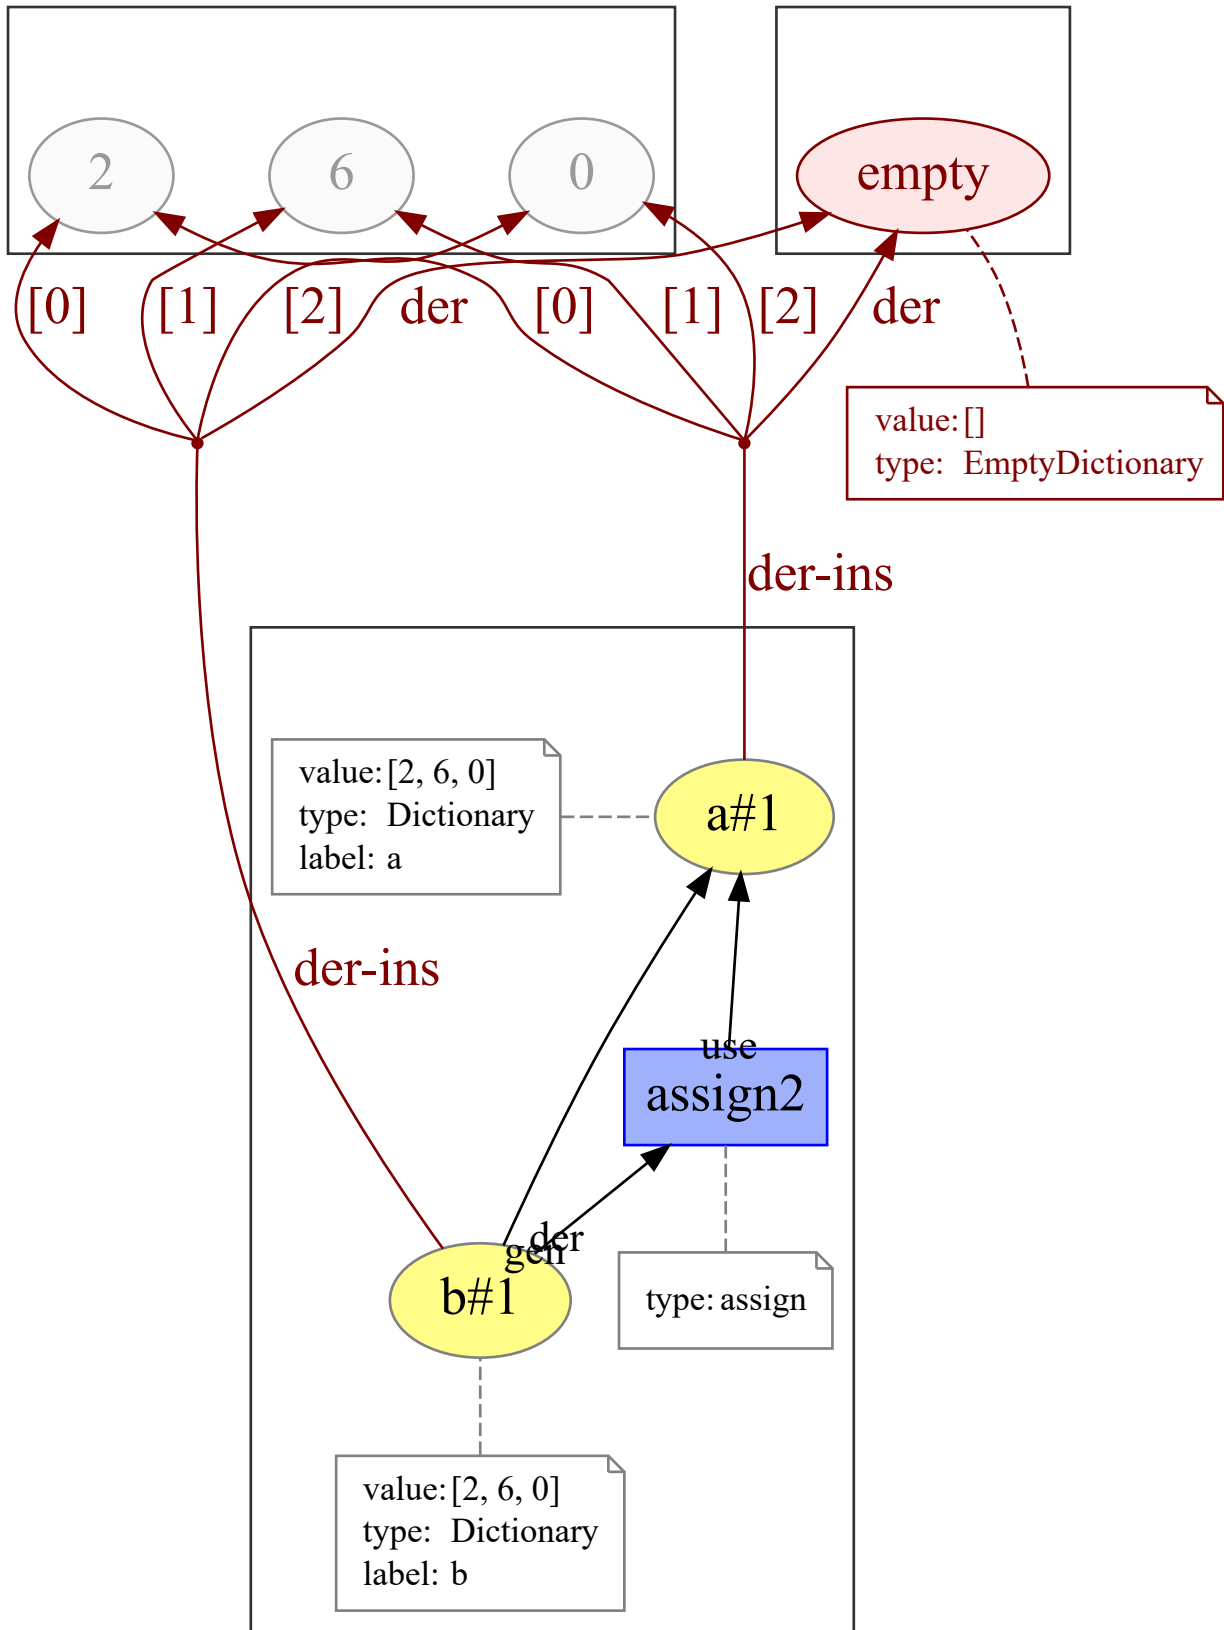 2
6
0
empty
[0]
[1]
[2]
der
[0]
[1]
[2]
der
value: []
type: EmptyDictionary
der-ins
value: [2, 6, 0]
type: Dictionary
label: a
a#1
der-ins
use
assign2
der
gen
b#1
type: assign
value: [2, 6, 0]
type: Dictionary
label: b